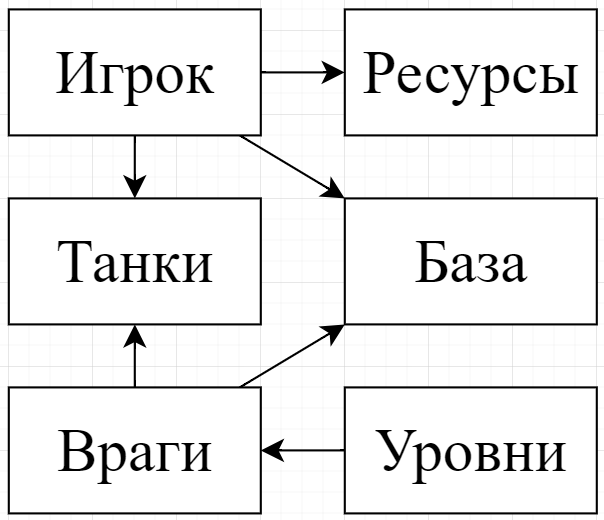 Игрок
Ресурсы
Танки
База
Враги
Уровни